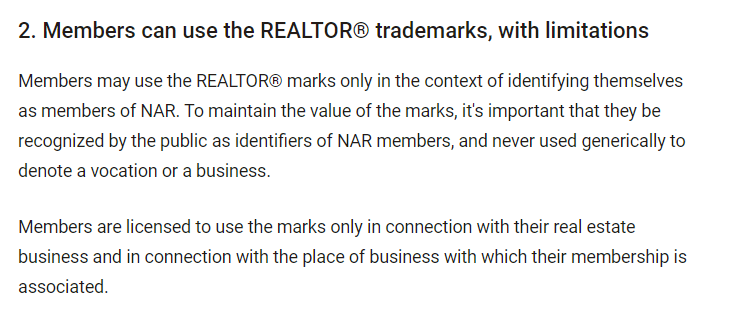 2. Members can use the REALTOR® trademarks, with limitations
Members may use the REALTOR® marks only in the context of identifying themselves
as members of NAR. To maintain the value of the marks, it's important that they be
recognized by the public as identifiers of NAR members, and never used generically to
denote a vocation or a business.
Members are licensed to use the marks only in connection with their real estate
business and in connection with the place of business with which their membership is
associated.